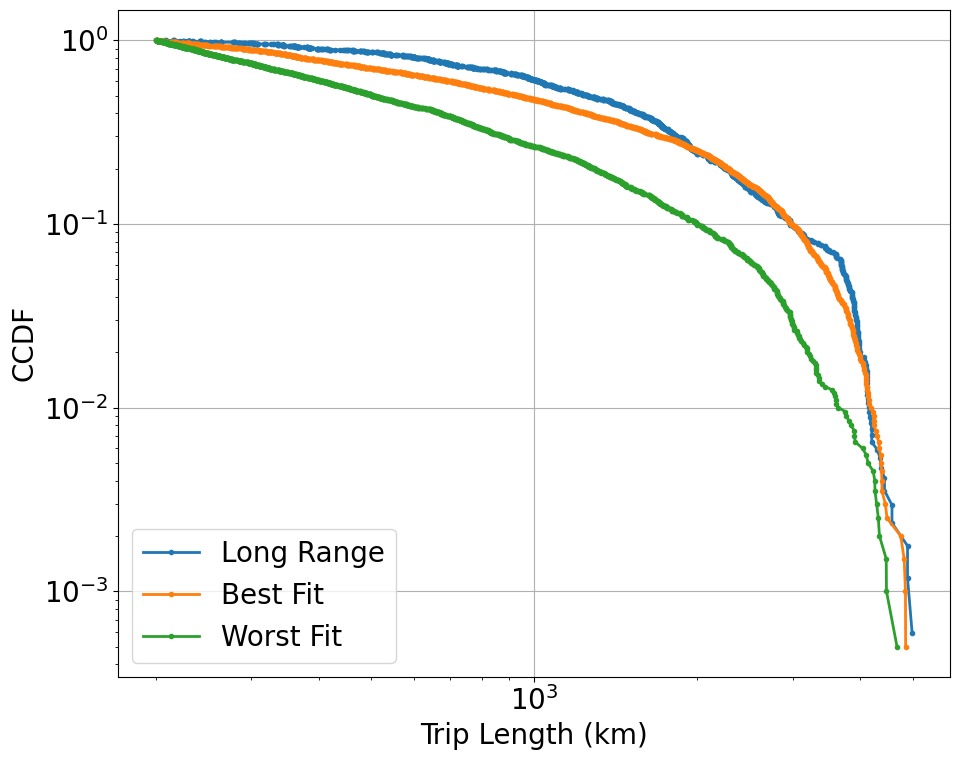 10⁰
10⁻¹
10⁻²
10⁻³
CCDF
Long Range
Best Fit
Worst Fit
10³
Trip Length (km)